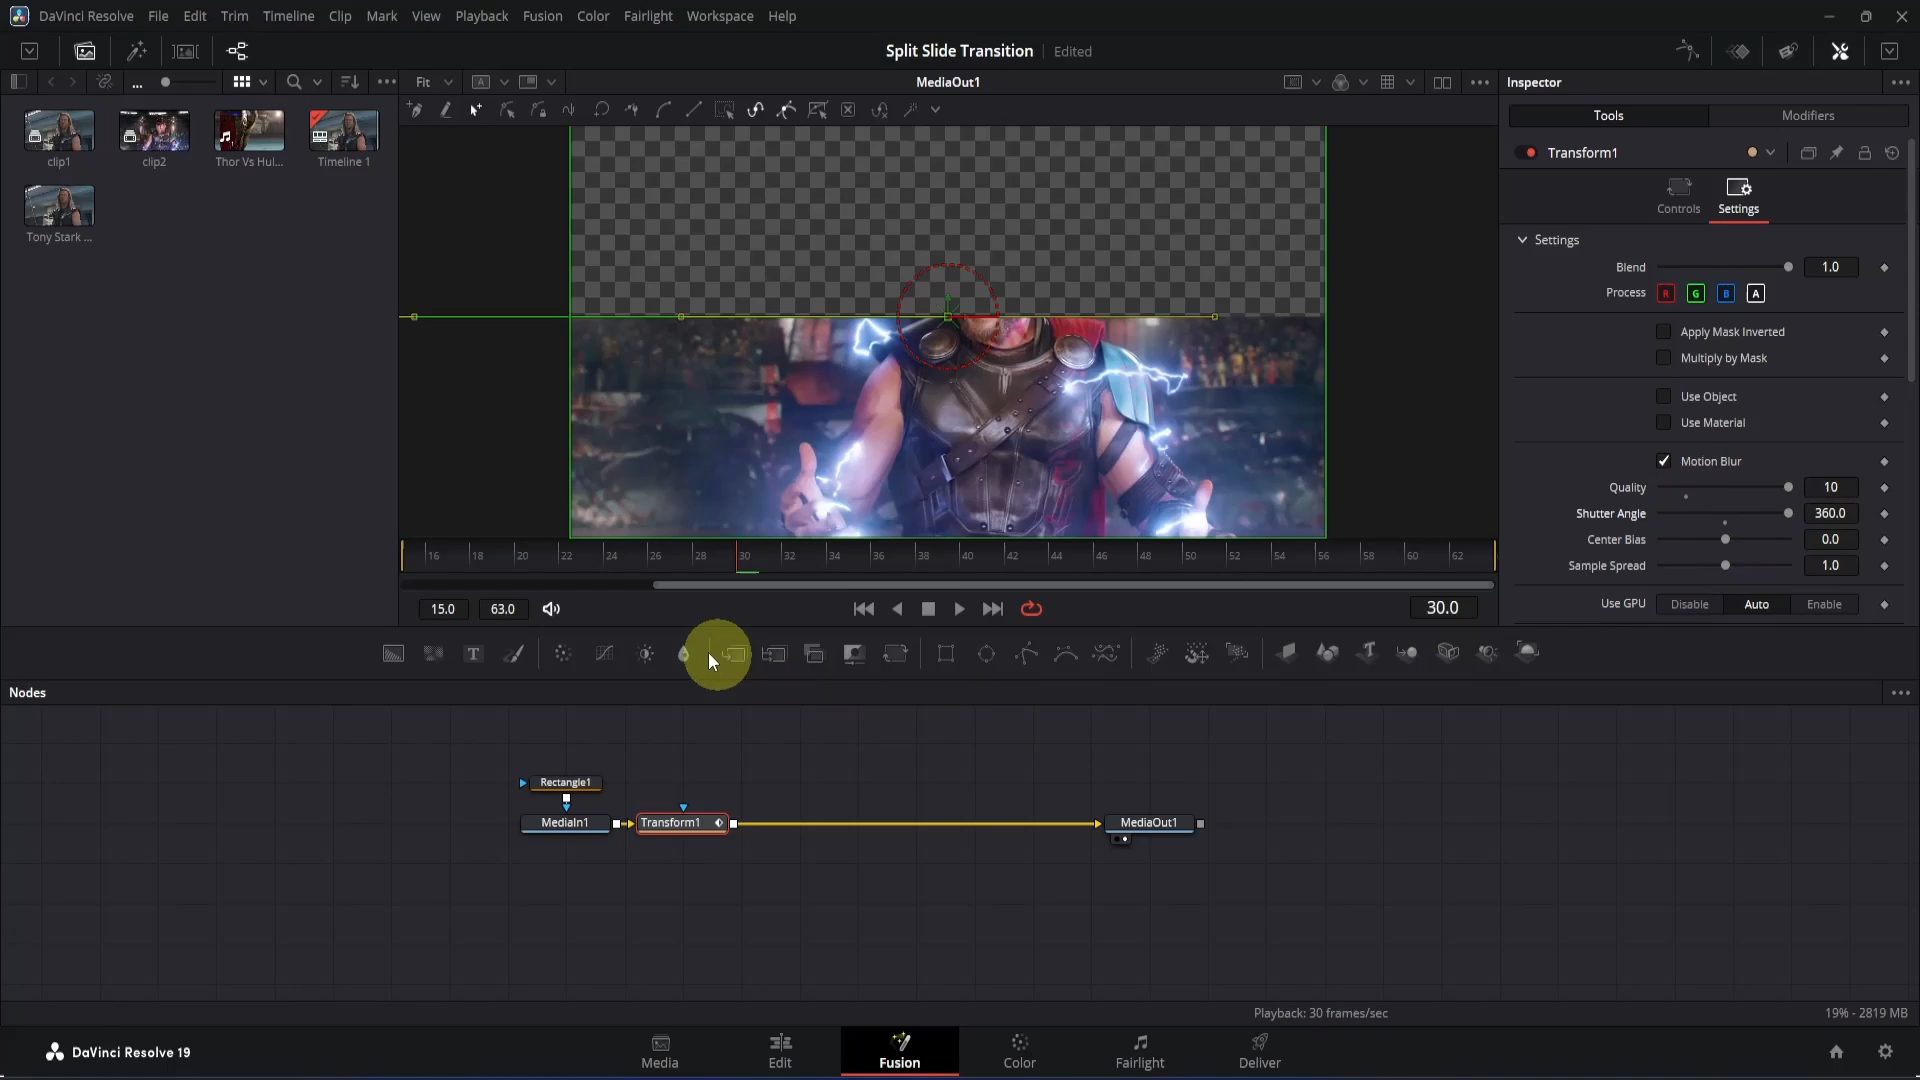 DaVinci Resolve File Edit Trim Timeline Clip Mark View Playback Fusion Color Fairlight Workspace Help
Split Slide Transition Edited
... Fit A MediaOut1 Inspector
Tools Modifiers
clip1 clip2 Thor Vs Hul... Timeline 1
Transform1
Controls Settings
Tony Stark ...
Settings
Blend 1.0
Process R G B A
Apply Mask Inverted
Multiply by Mask
Use Object
Use Material
Motion Blur
Quality 10
Shutter Angle 360.0
Center Bias 0.0
Sample Spread 1.0
Use GPU Disable Auto Enable
16 18 20 22 24 26 28 30 32 34 36 38 40 42 44 46 48 50 52 54 56 58 60 62
15.0 63.0 30.0
T T
Nodes
Rectangle1
MediaIn1 Transform1 MediaOut1
Playback: 30 frames/sec 19% - 2819 MB
DaVinci Resolve 19
Media Edit Fusion Color Fairlight Deliver